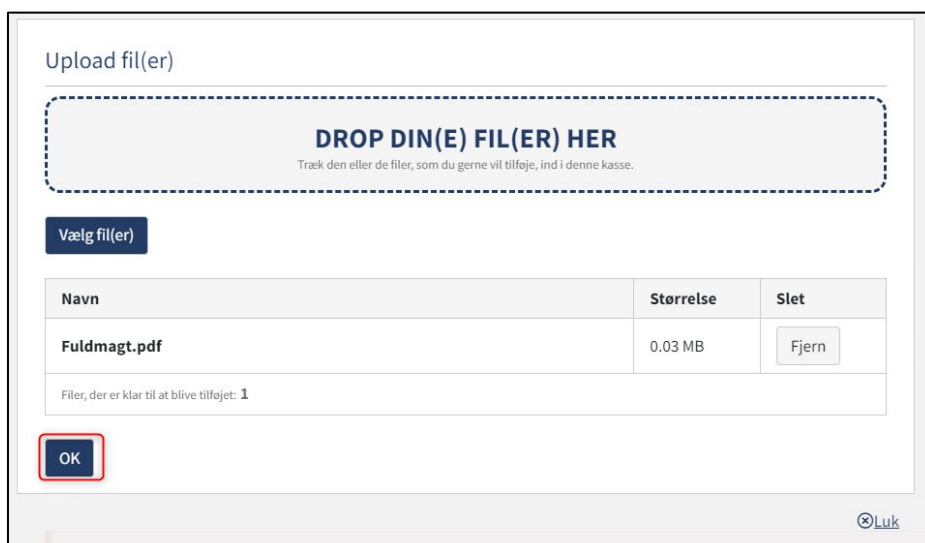 Upload fil(er)
DROP DIN(E) FIL(ER) HER
Træk den eller de filer, som du gerne vil tilføje, ind i denne kasse.
Vælg fil(er)
Navn Størrelse Slet
Fuldmagt.pdf 0.03 MB Fjern
Filer, der er klar til at blive tilføjet: 1
OK
Luk